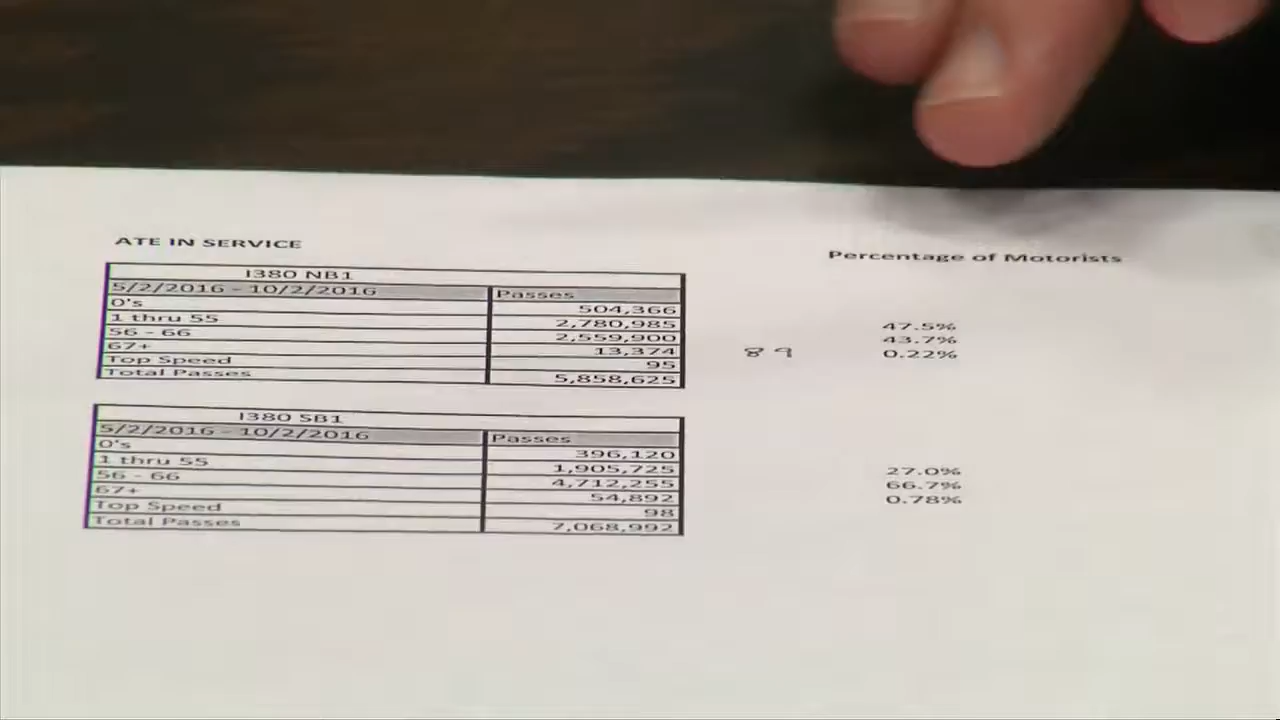 ATE IN SERVICE
Percentage of Motorists
I380 NB1
5/2/2016 - 10/2/2016 Passes
0's 504,366
1 thru 55 2,780,985 47.5%
56 - 66 2,559,900 43.7%
67+ 13,374 89 0.22%
Top Speed 95
Total Passes 5,858,625
I380 SB1
5/2/2016 - 10/2/2016 Passes
0's 396,120
1 thru 55 1,905,725 27.0%
56 - 66 4,712,255 66.7%
67+ 54,892 0.78%
Top Speed 98
Total Passes 7,068,992